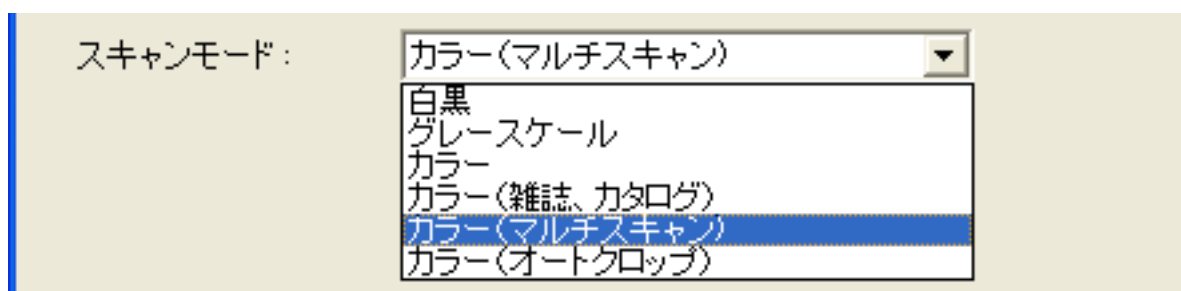 スキャンモード： カラー(マルチスキャン)
白黒
グレースケール
カラー
カラー(雑誌、カタログ)
カラー(マルチスキャン)
カラー(オートクロップ)